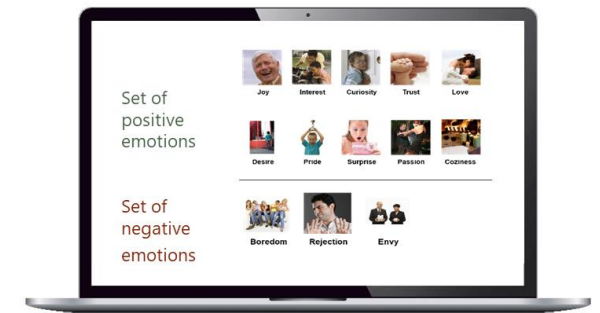 Set of
positive
emotions
Joy Interest Curiosity Trust Love
Desire Pride Surprise Passion Coziness
Set of
negative
emotions
Boredom Rejection Envy